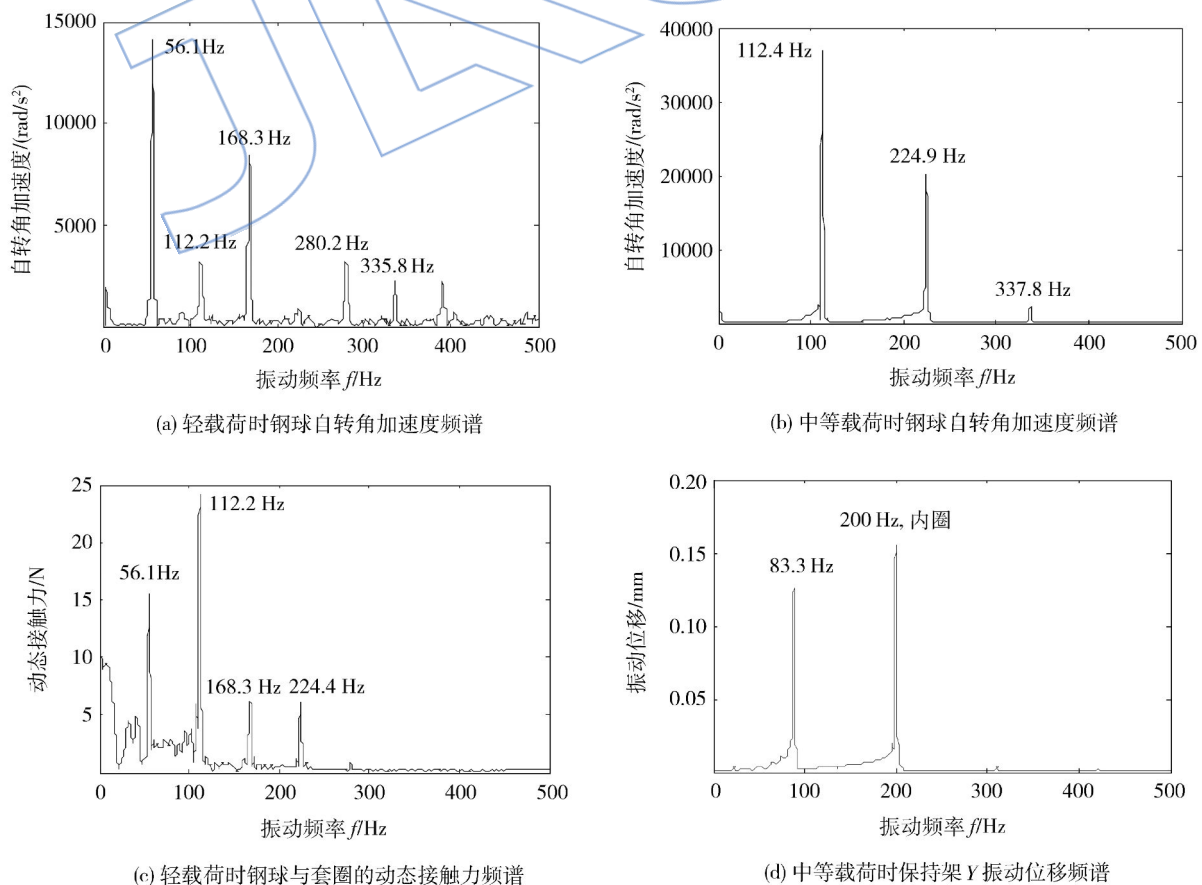 15000
10000
5000
0
100
200
300
400
500
自转角加速度/(rad/s²)
56.1Hz
112.2 Hz
168.3 Hz
280.2 Hz
335.8 Hz
振动频率 f/Hz
(a) 轻载荷时钢球自转角加速度频谱
40000
30000
20000
10000
0
100
200
300
400
500
自转角加速度/(rad/s²)
112.4 Hz
224.9 Hz
337.8 Hz
振动频率 f/Hz
(b) 中等载荷时钢球自转角加速度频谱
25
20
15
10
5
0
100
200
300
400
500
动态接触力/N
56.1Hz
112.2 Hz
168.3 Hz
224.4 Hz
振动频率 f/Hz
(c) 轻载荷时钢球与套圈的动态接触力频谱
0.20
0.15
0.10
0.05
0
100
200
300
400
500
振动位移/mm
83.3 Hz
200 Hz, 内圈
振动频率 f/Hz
(d) 中等载荷时保持架 Y 振动位移频谱